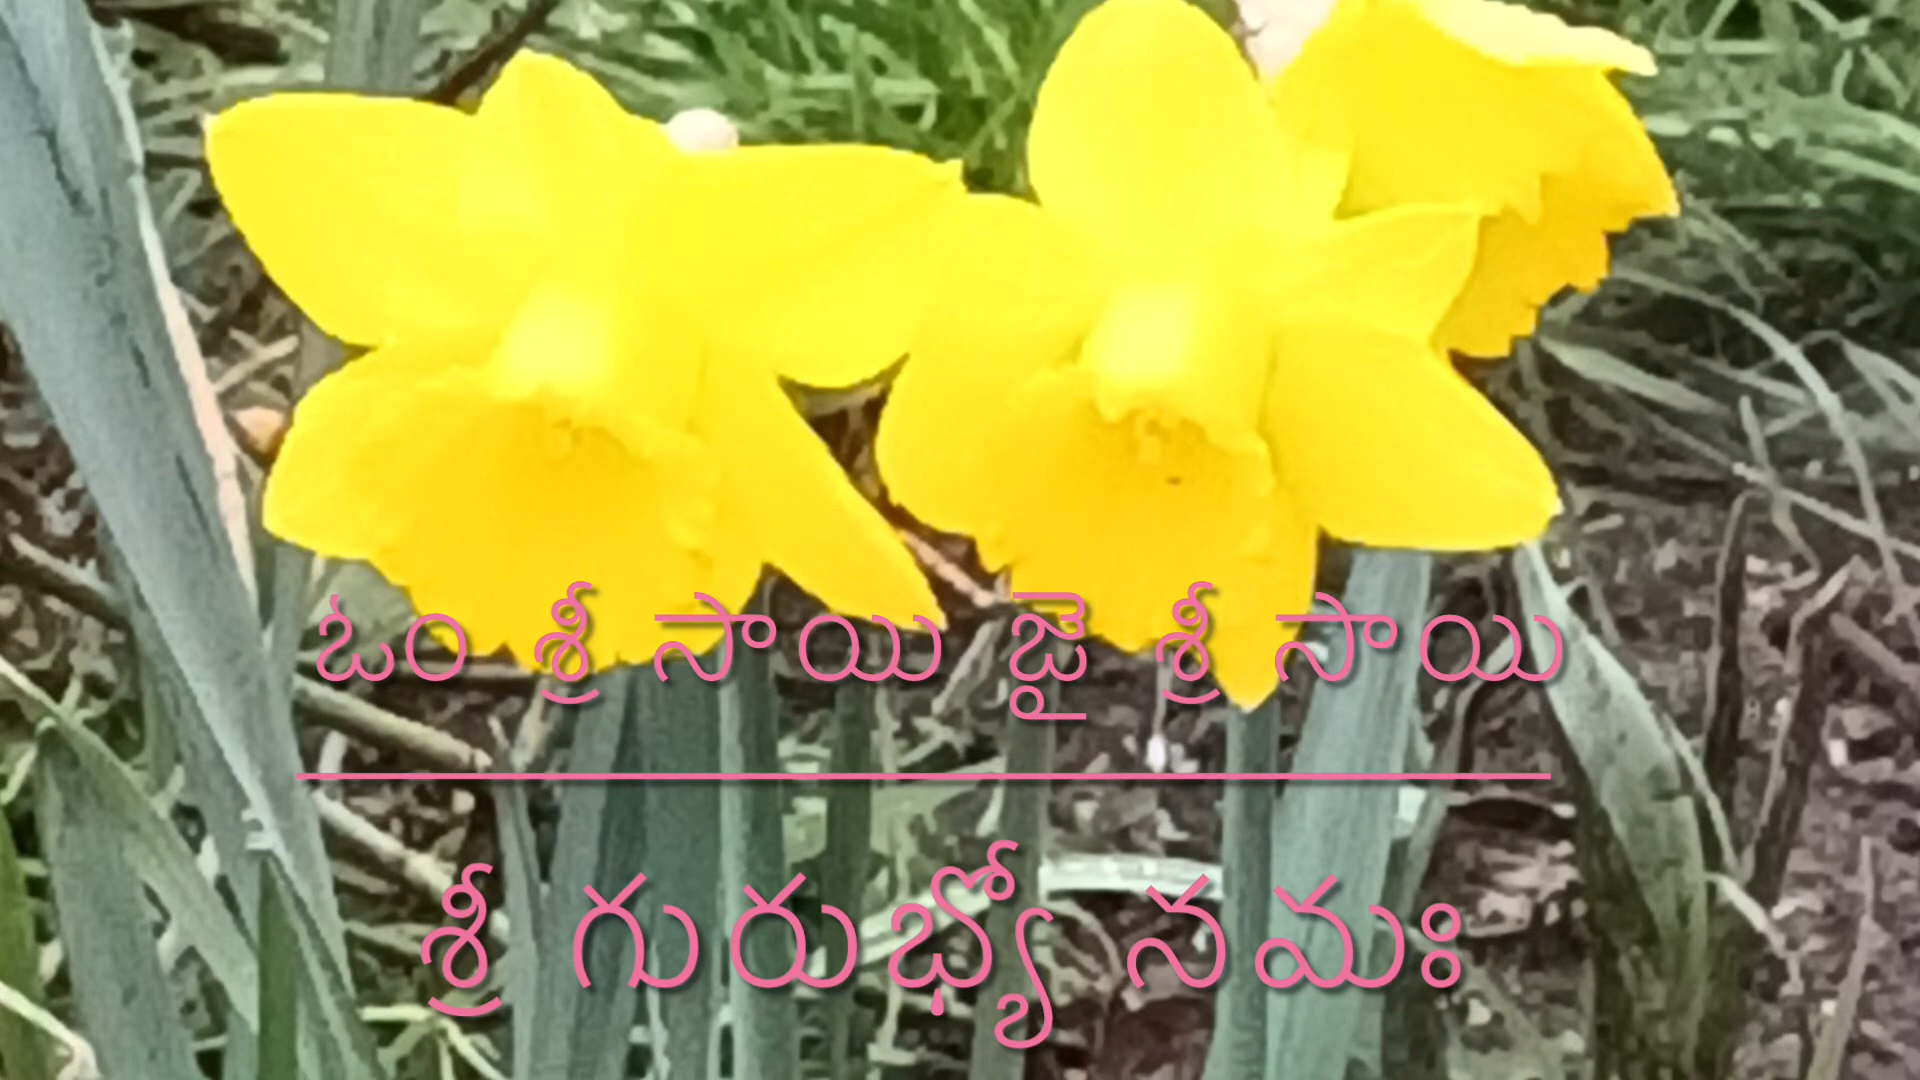 ఓం శ్రీ సాయి జై శ్రీ సాయి
శ్రీ గురుభ్యో నమః